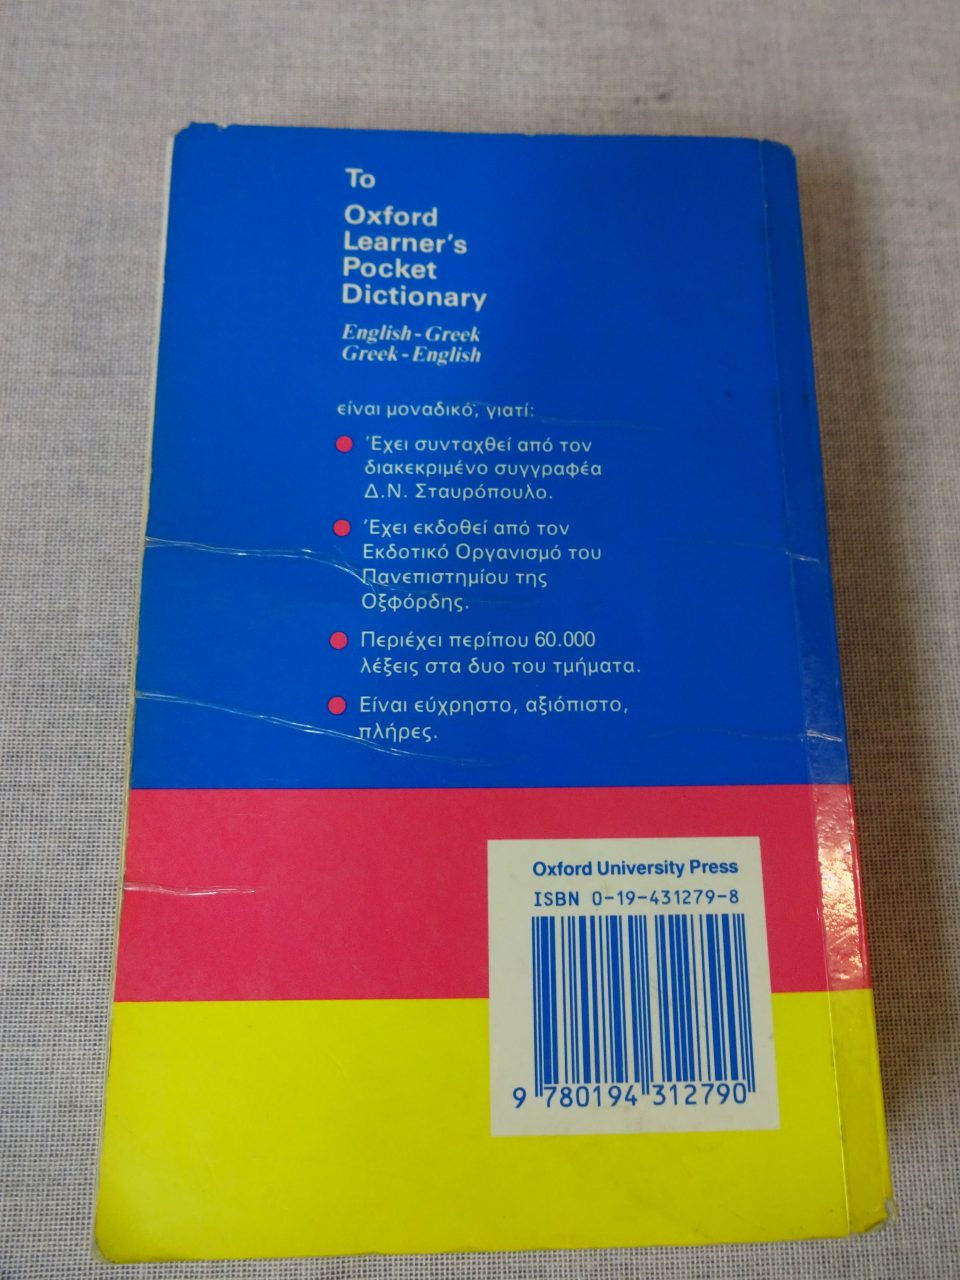 Το
Oxford
Learner's
Pocket
Dictionary
English - Greek
Greek - English
είναι μοναδικό, γιατί:
Έχει συνταχθεί από τον
διακεκριμένο συγγραφέα
Δ.Ν. Σταυρόπουλο.
Έχει εκδοθεί από τον
Εκδοτικό Οργανισμό του
Πανεπιστημίου της
Οξφόρδης.
Περιέχει περίπου 60.000
λέξεις στα δυο του τμήματα.
Είναι εύχρηστο, αξιόπιστο,
πλήρες.
Oxford University Press
ISBN 0-19-431279-8
9 780194 312790